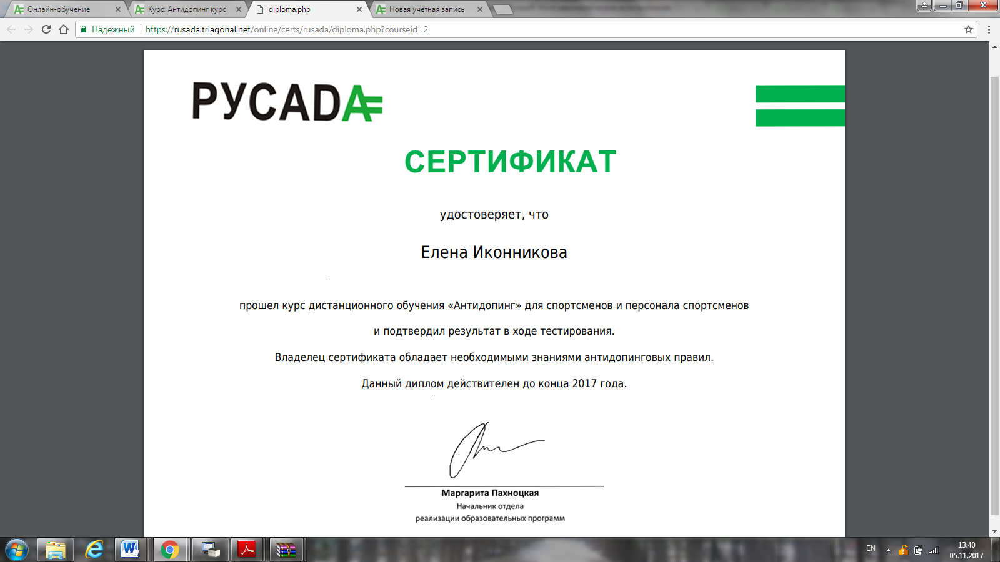 Онлайн-обучение
Курс: Антидопинг курс
diploma.php
Новая учетная запись
Надежный
https://rusada.triagonal.net/online/certs/rusada/diploma.php?courseid=2
РУСАDA
СЕРТИФИКАТ
удостоверяет, что
Елена Иконникова
прошел курс дистанционного обучения «Антидопинг» для спортсменов и персонала спортсменов
и подтвердил результат в ходе тестирования.
Владелец сертификата обладает необходимыми знаниями антидопинговых правил.
Данный диплом действителен до конца 2017 года.
Маргарита Пахноцкая
Начальник отдела
реализации образовательных программ
EN
13:40
05.11.2017